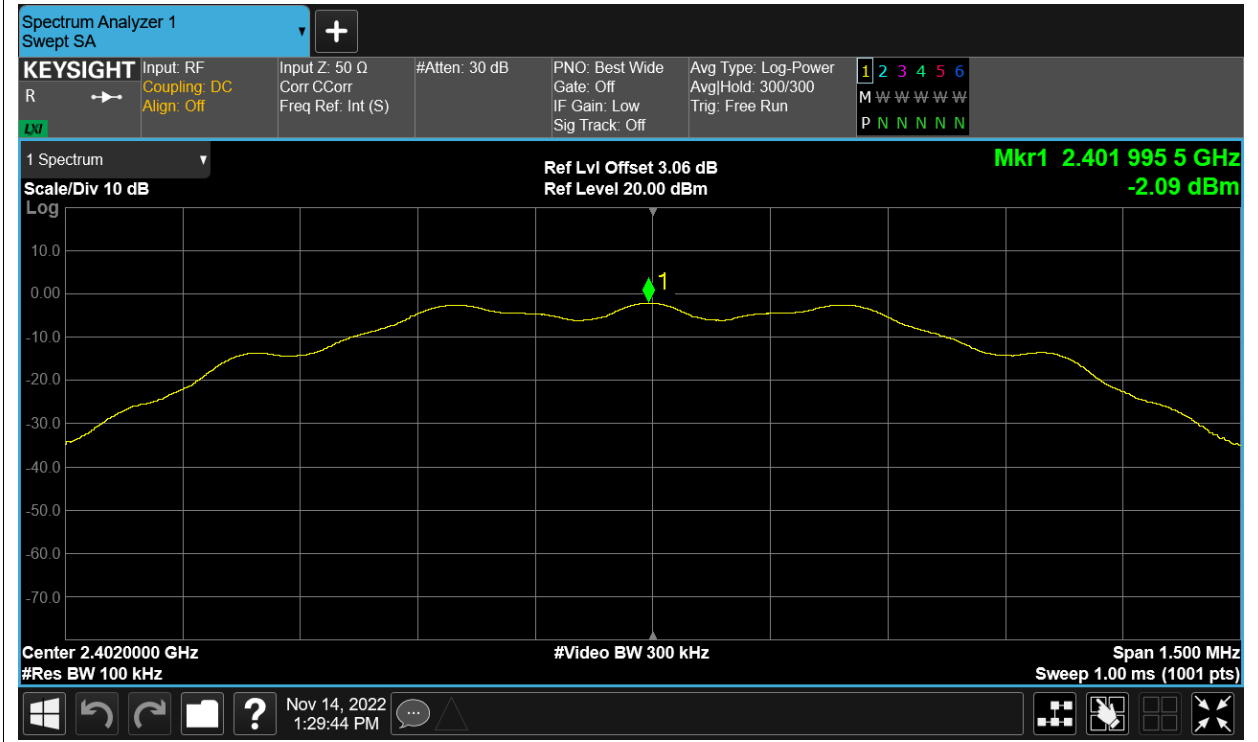 Spectrum Analyzer 1
Swept SA
+
KEYSIGHT
R
LXI
Input: RF
Coupling: DC
Align: Off
Input Z: 50 Ω
Corr CCorr
Freq Ref: Int (S)
#Atten: 30 dB
PNO: Best Wide
Gate: Off
IF Gain: Low
Sig Track: Off
Avg Type: Log-Power
Avg|Hold: 300/300
Trig: Free Run
1 2 3 4 5 6
M W W W W W W
P N N N N N N
1 Spectrum
Scale/Div 10 dB
Log
Ref Lvl Offset 3.06 dB
Ref Level 20.00 dBm
Mkr1 2.401 995 5 GHz
-2.09 dBm
10.0
0.00
-10.0
-20.0
-30.0
-40.0
-50.0
-60.0
-70.0
1
Center 2.4020000 GHz
#Res BW 100 kHz
#Video BW 300 kHz
Span 1.500 MHz
Sweep 1.00 ms (1001 pts)
?
Nov 14, 2022
1:29:44 PM